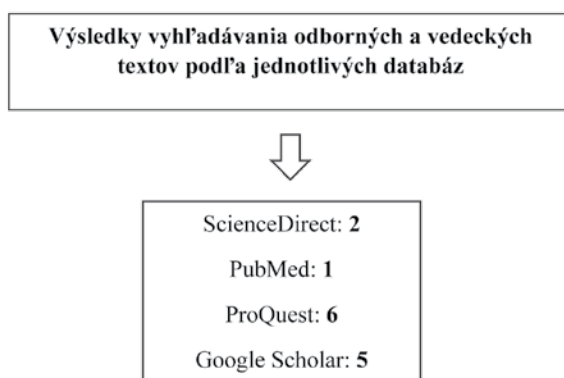 Výsledky vyhľadávania odborných a vedeckých
textov podľa jednotlivých databáz
ScienceDirect: 2
PubMed: 1
ProQuest: 6
Google Scholar: 5